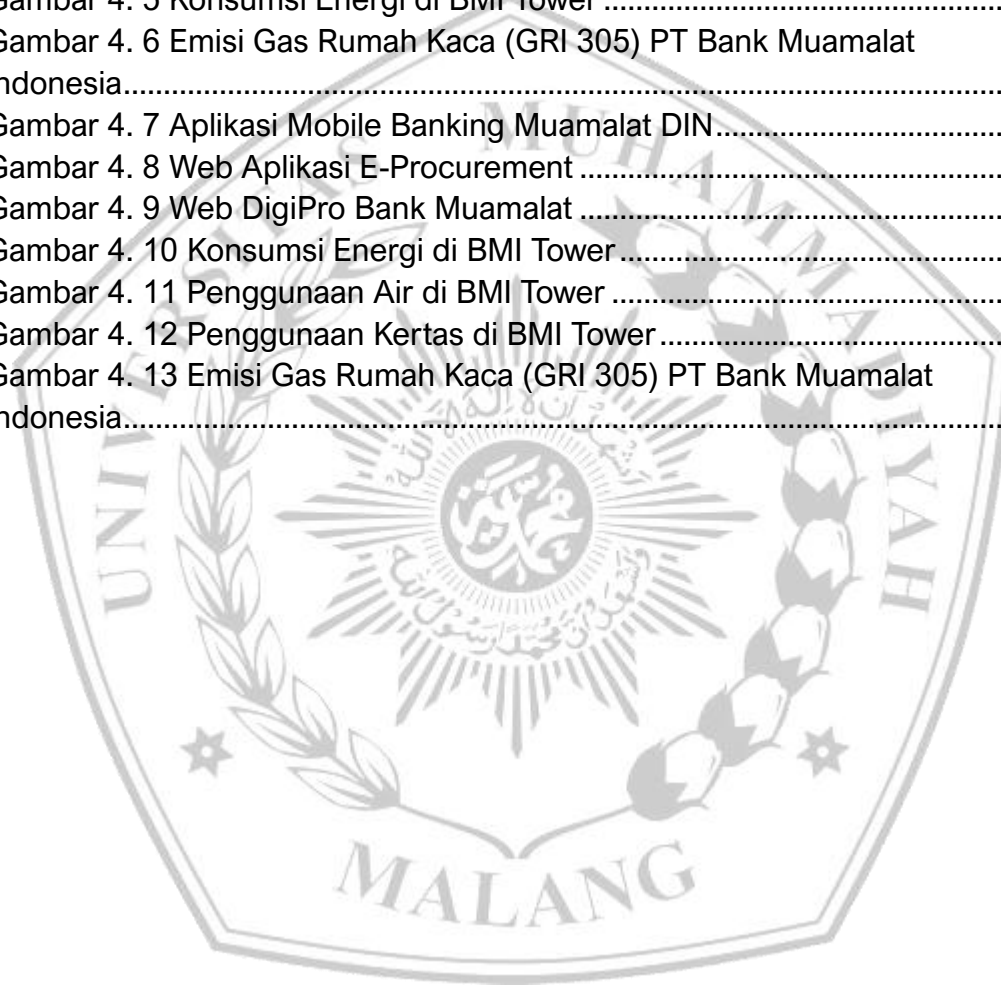 Gambar 4. 5 Konsumsi Energi di BMI Tower ........................................
Gambar 4. 6 Emisi Gas Rumah Kaca (GRI 305) PT Bank Muamalat
Indonesia........................................................................................
Gambar 4. 7 Aplikasi Mobile Banking Muamalat DIN............................
Gambar 4. 8 Web Aplikasi E-Procurement ..........................................
Gambar 4. 9 Web DigiPro Bank Muamalat ..........................................
Gambar 4. 10 Konsumsi Energi di BMI Tower ......................................
Gambar 4. 11 Penggunaan Air di BMI Tower .......................................
Gambar 4. 12 Penggunaan Kertas di BMI Tower ..................................
Gambar 4. 13 Emisi Gas Rumah Kaca (GRI 305) PT Bank Muamalat
Indonesia........................................................................................
UNIVERSITAS MUHAMMADIYAH
MALANG